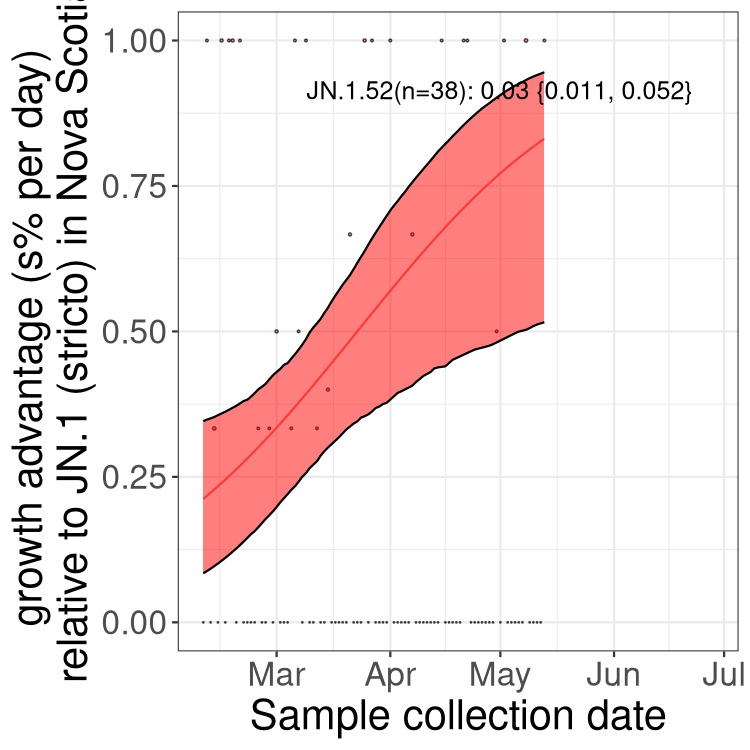 growth advantage (s% per day)
relative to JN.1 (stricto) in Nova Scotia
1.00
0.75
0.50
0.25
0.00
JN.1.52(n=38): 0.03 {0.011, 0.052}
Mar Apr May Jun Jul
Sample collection date